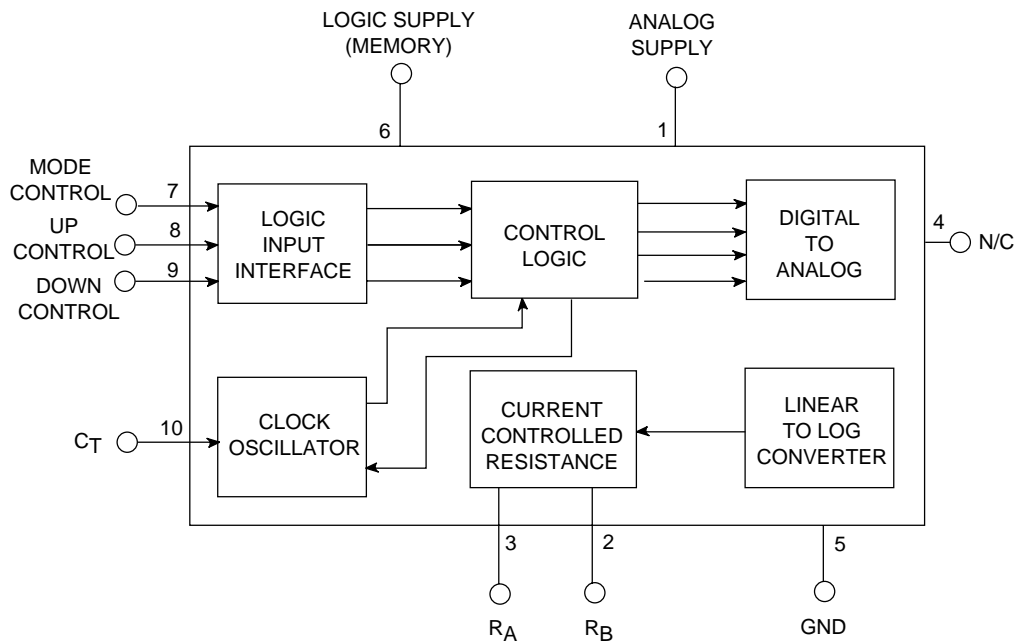 LOGIC SUPPLY
(MEMORY)
ANALOG
SUPPLY
6
1
MODE
CONTROL
7
UP
CONTROL
8
DOWN
CONTROL
9
LOGIC
INPUT
INTERFACE
CONTROL
LOGIC
DIGITAL
TO
ANALOG
4
N/C
CT
10
CLOCK
OSCILLATOR
CURRENT
CONTROLLED
RESISTANCE
LINEAR
TO LOG
CONVERTER
3
2
5
RA
RB
GND